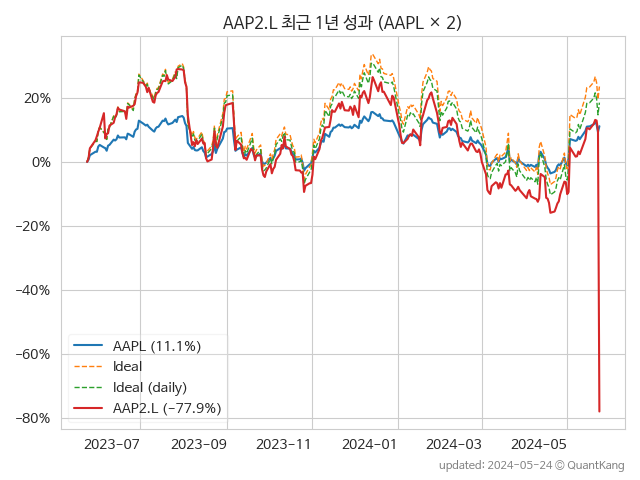 AAP2.L 최근 1년 성과 (AAPL × 2)
20%
0%
−20%
−40%
−60%
−80%
AAPL (11.1%)
Ideal
Ideal (daily)
AAP2.L (-77.9%)
2023-07
2023-09
2023-11
2024-01
2024-03
2024-05
updated: 2024-05-24 © QuantKang